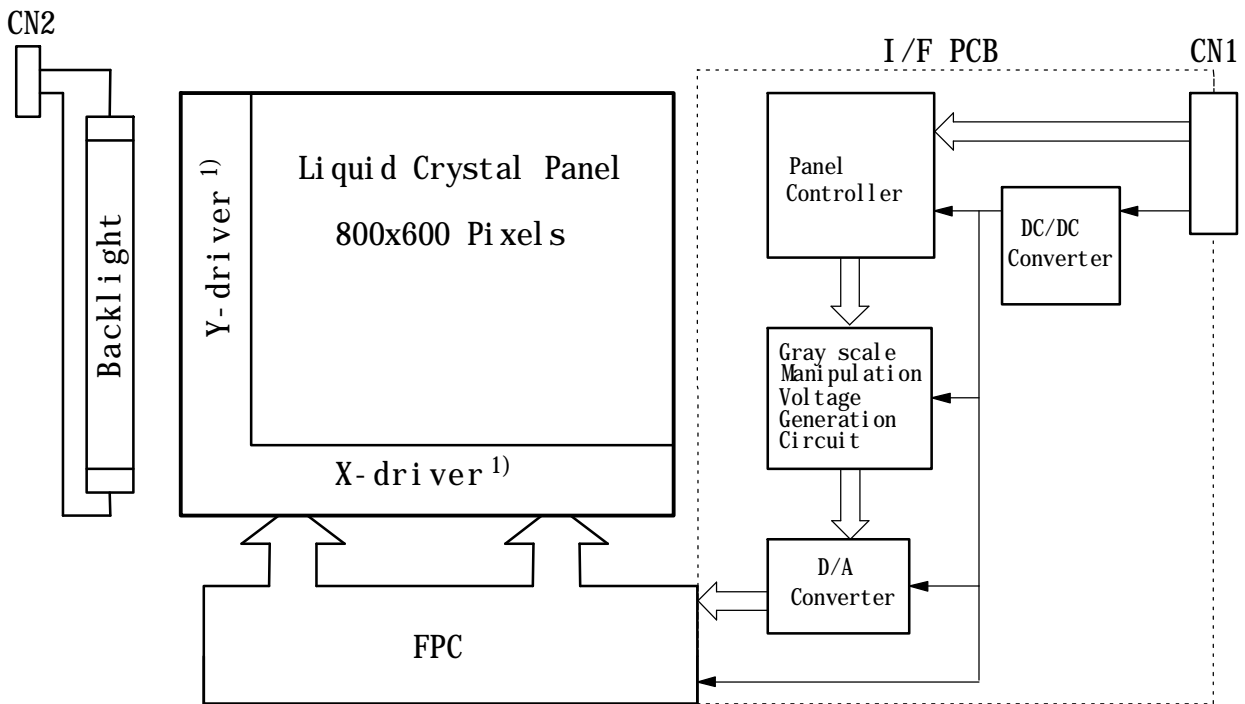 CN2
I/F PCB
CN1
Liquid Crystal Panel
800x600 Pixels
Y-driver 1)
X-driver 1)
Backlight
Panel
Controller
DC/DC
Converter
Gray scale
Manipulation
Voltage
Generation
Circuit
D/A
Converter
FPC